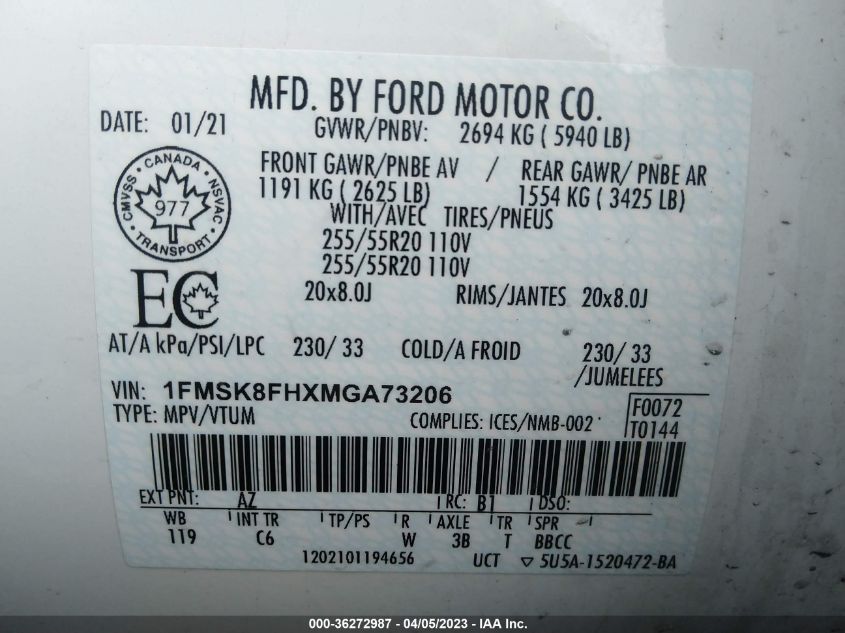 MFD. BY FORD MOTOR CO.
DATE: 01/21 GVWR/PNBV: 2694 KG ( 5940 LB)
FRONT GAWR/PNBE AV / REAR GAWR/ PNBE AR
1191 KG ( 2625 LB) 1554 KG ( 3425 LB)
WITH/AVEC TIRES/PNEUS
255/55R20 110V
255/55R20 110V
20x8.0J RIMS/JANTES 20x8.0J
CANADA
CMVSS NSVAC
977
TRANSPORT
EC
AT/A kPa/PSI/LPC 230/ 33 COLD/A FROID 230/ 33
/JUMELEES
VIN: 1FMSK8FHXMGA73206
TYPE: MPV/VTUM COMPLIES: ICES/NMB-002
F0072
T0144
EXT PNT: AZ RC: B1 DSO:
WB INT TR TP/PS R AXLE TR SPR
119 C6 W 3B T BBCC
1202101194656 UCT ▽ 5U5A-1520472-BA
000-36272987 - 04/05/2023 - IAA Inc.